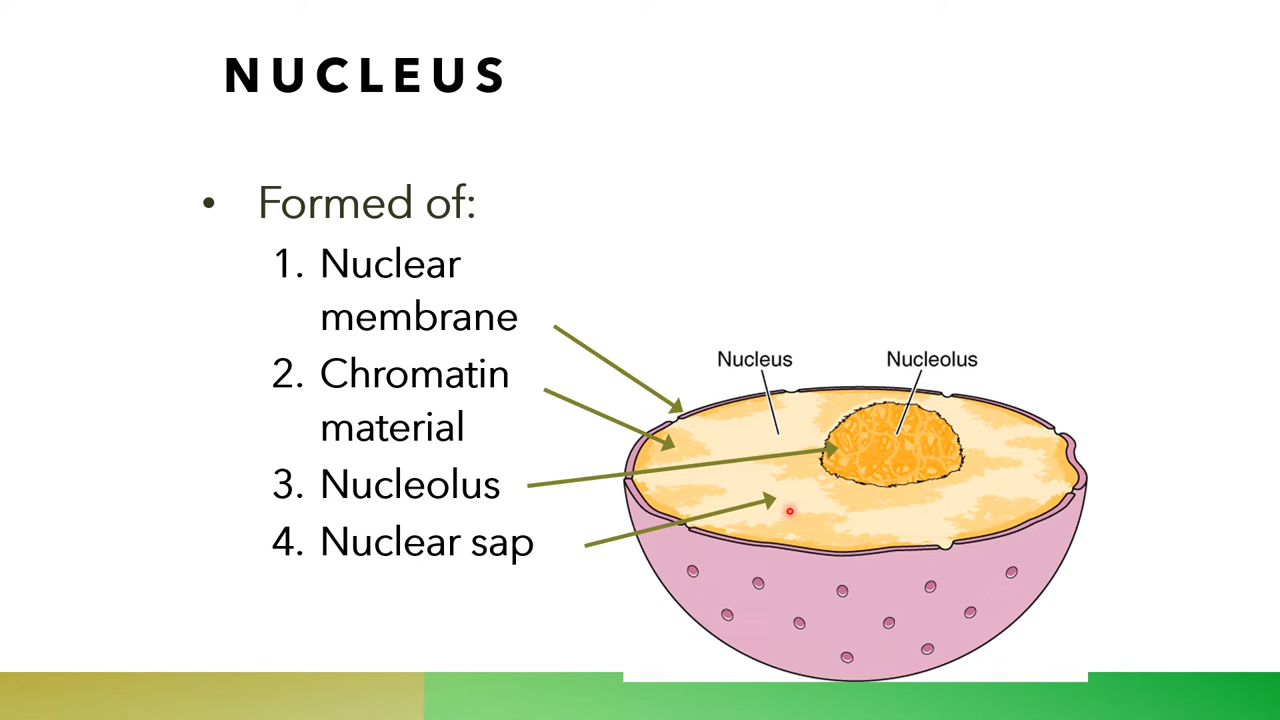 NUCLEUS
• Formed of:
1. Nuclear
membrane
2. Chromatin
material
3. Nucleolus
4. Nuclear sap
Nucleus
Nucleolus